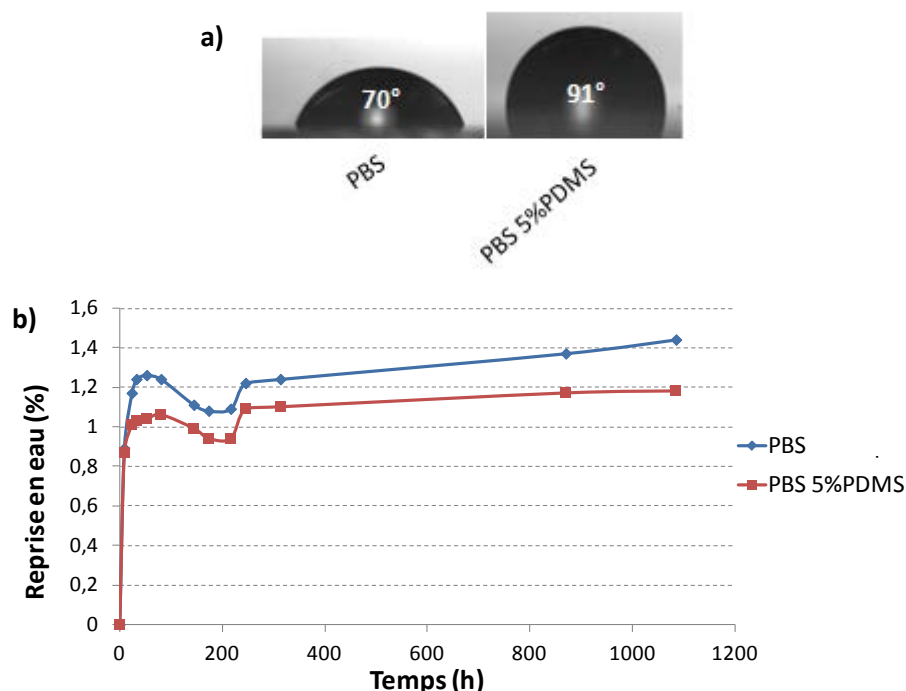 a)
70°
91°
PBS
PBS 5%PDMS
b)
Reprise en eau (%)
1,6
1,4
1,2
1
0,8
0,6
0,4
0,2
0
0
200
400
600
800
1000
1200
Temps (h)
PBS
PBS 5%PDMS